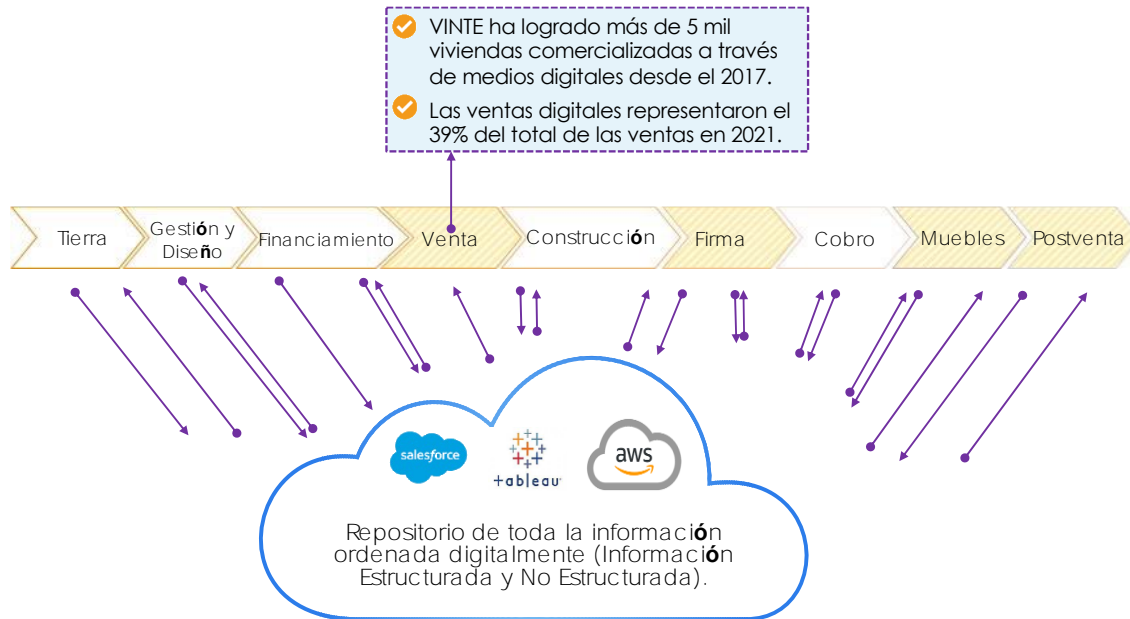 VINTE ha logrado más de 5 mil
viviendas comercializadas a través
de medios digitales desde el 2017.
Las ventas digitales representaron el
39% del total de las ventas en 2021.
Tierra
Gestión y
Diseño
Financiamiento
Venta
Construcción
Firma
Cobro
Muebles
Postventa
salesforce
+ableau
aws
Repositorio de toda la información
ordenada digitalmente (Información
Estructurada y No Estructurada).